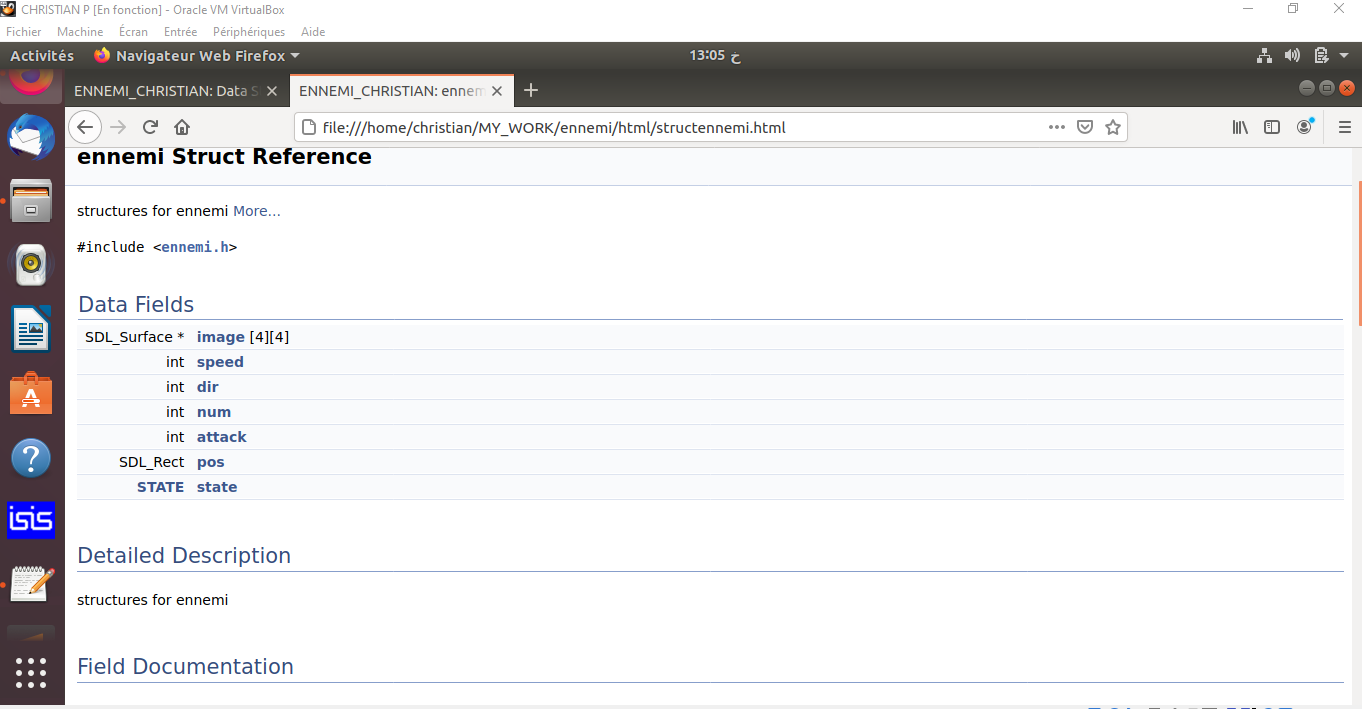 CHRISTIAN P [En fonction] - Oracle VM VirtualBox
Fichier Machine Écran Entrée Périphériques Aide
Activités Navigateur Web Firefox 13:05 خ
ENNEMI_CHRISTIAN: Data S ENNEMI_CHRISTIAN: ennem
file:///home/christian/MY_WORK/ennemi/html/structennemi.html
ennemi Struct Reference
structures for ennemi More...
#include <ennemi.h>
Data Fields
SDL_Surface * image [4][4]
int speed
int dir
int num
int attack
SDL_Rect pos
STATE state
isis
Detailed Description
structures for ennemi
Field Documentation